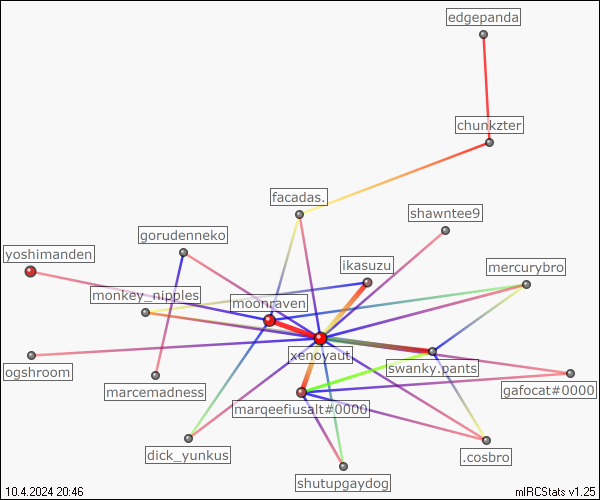 edgepanda
chunkzter
facadas.
shawntee9
gorudenneko
yoshimanden
ikasuzu
mercurybro
monkey_nipples
moonraven
xenoyaut
swanky.pants
ogshroom
marcemadness
gafocat#0000
marqeefiusalt#0000
dick_yunkus
.cosbro
shutupgaydog
10.4.2024 20:46
mIRCStats v1.25